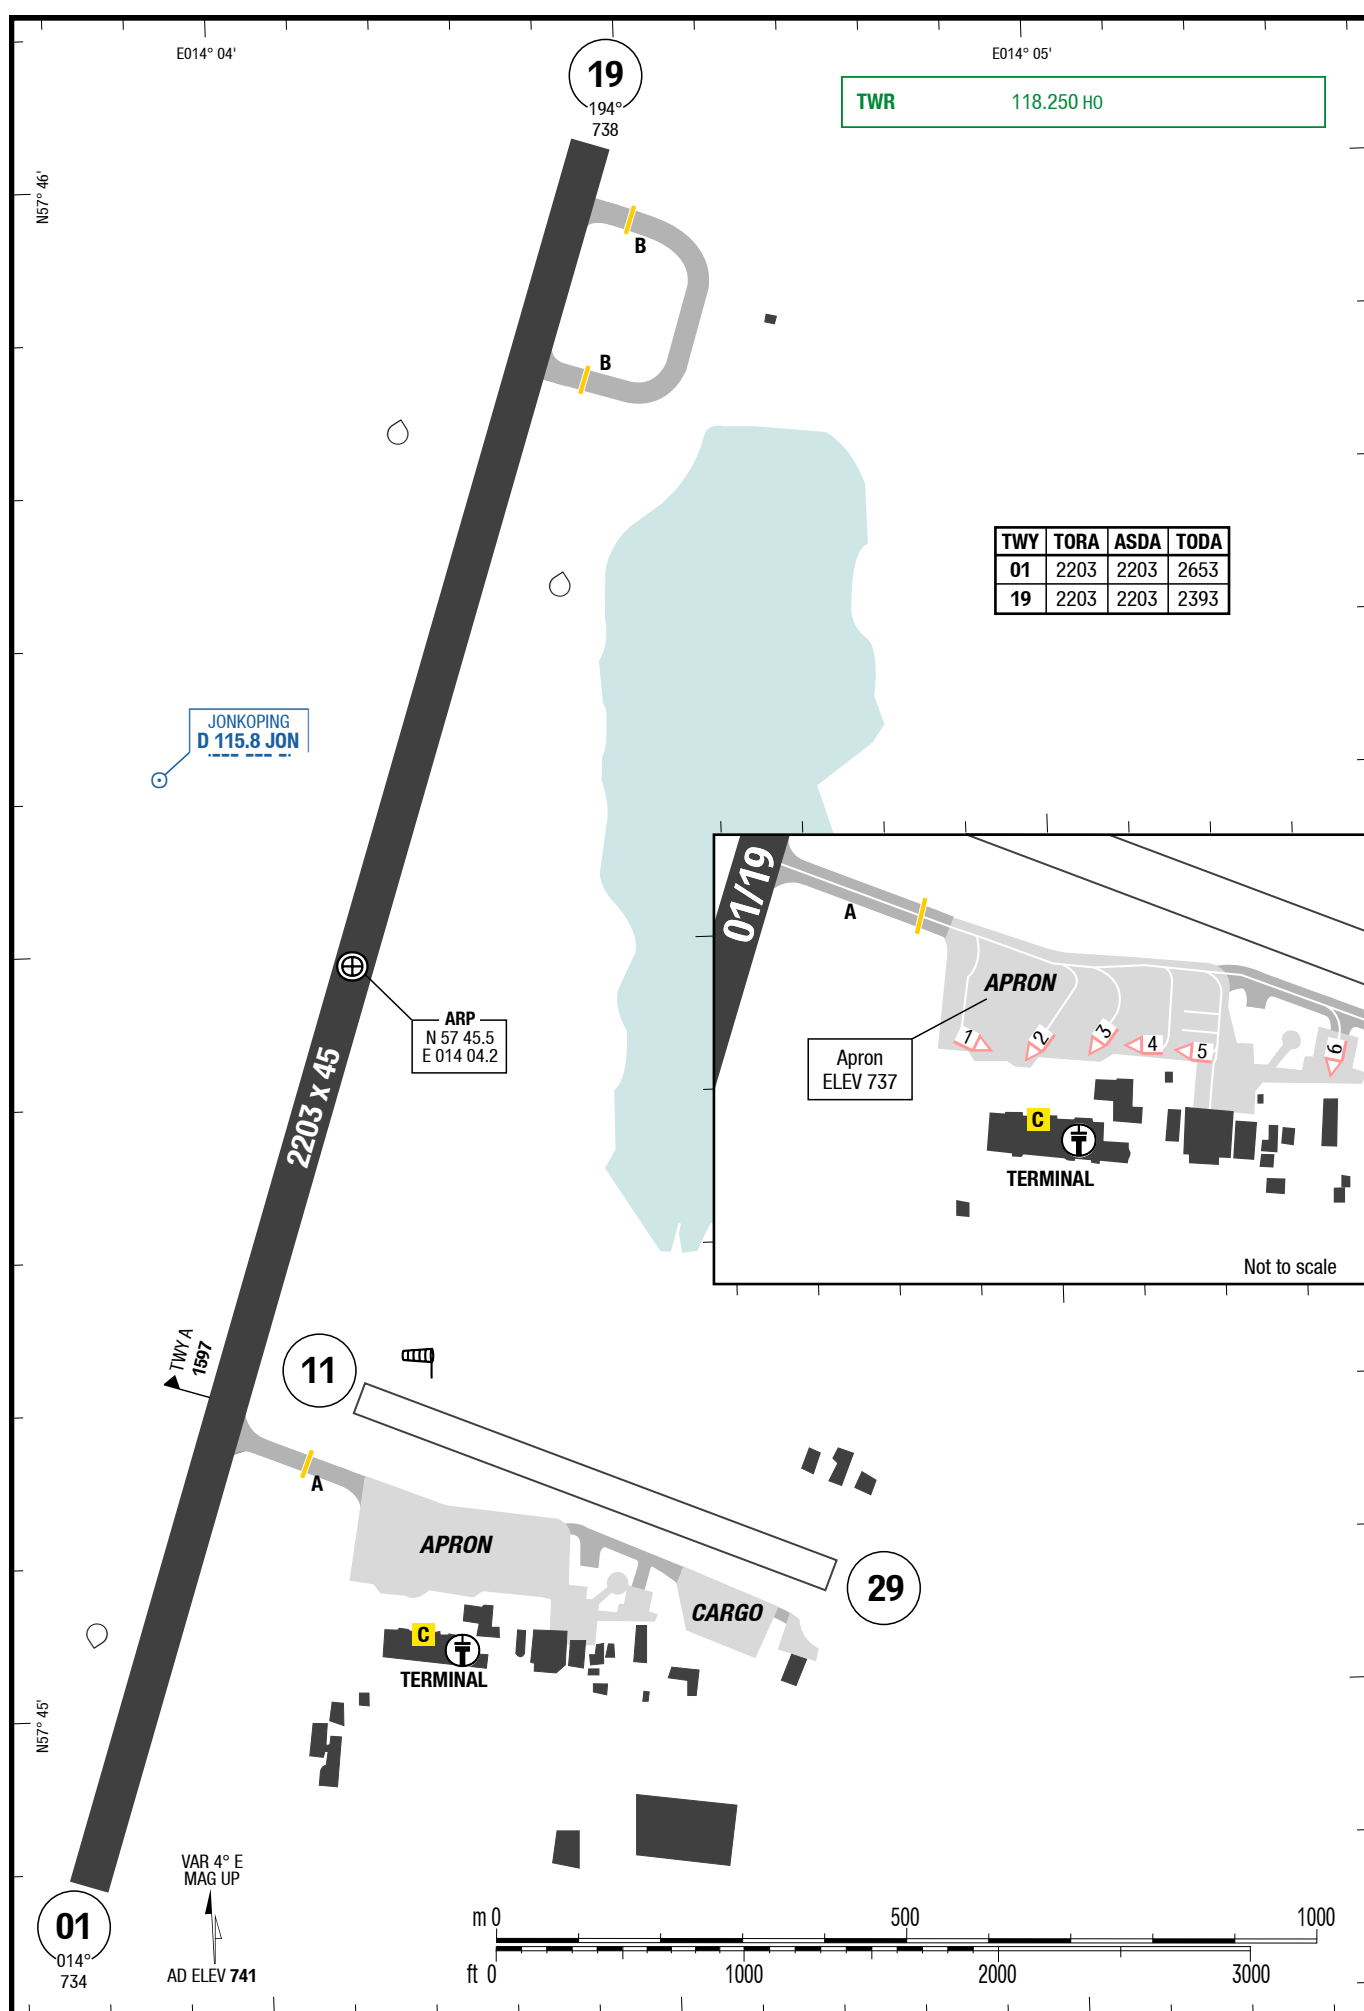 E014° 04'
E014° 05'
19
194°
738
TWR 118.250 HO
N57° 46'
B
B
TWY TORA ASDA TODA
01 2203 2203 2653
19 2203 2203 2393
JONKOPING
D 115.8 JON
01/19
A
APRON
Apron
ELEV 737
1
2
3
4
5
6
C
TERMINAL
Not to scale
ARP
N 57 45.5
E 014 04.2
2203 x 45
TWY A
1597
11
A
APRON
29
CARGO
C
TERMINAL
N57° 45'
VAR 4° E
MAG UP
AD ELEV 741
01
014°
734
m 0 500 1000
ft 0 1000 2000 3000